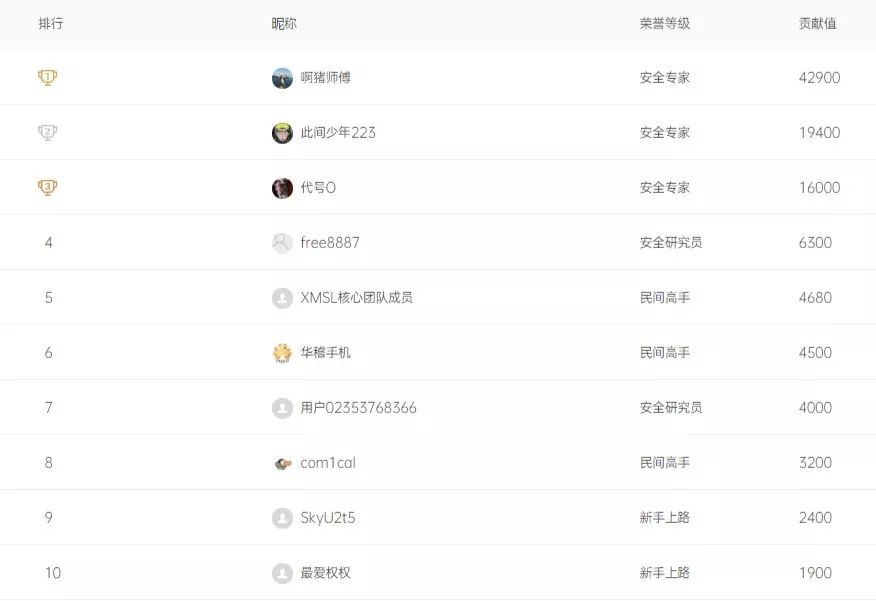 排行 昵称 荣誉等级 贡献值
1 啊猪师傅 安全专家 42900
2 此间少年223 安全专家 19400
3 代号O 安全专家 16000
4 free8887 安全研究员 6300
5 XMSL核心团队成员 民间高手 4680
6 华稽手机 民间高手 4500
7 用户02353768366 安全研究员 4000
8 com1cal 民间高手 3200
9 SkyU2t5 新手上路 2400
10 最爱权权 新手上路 1900